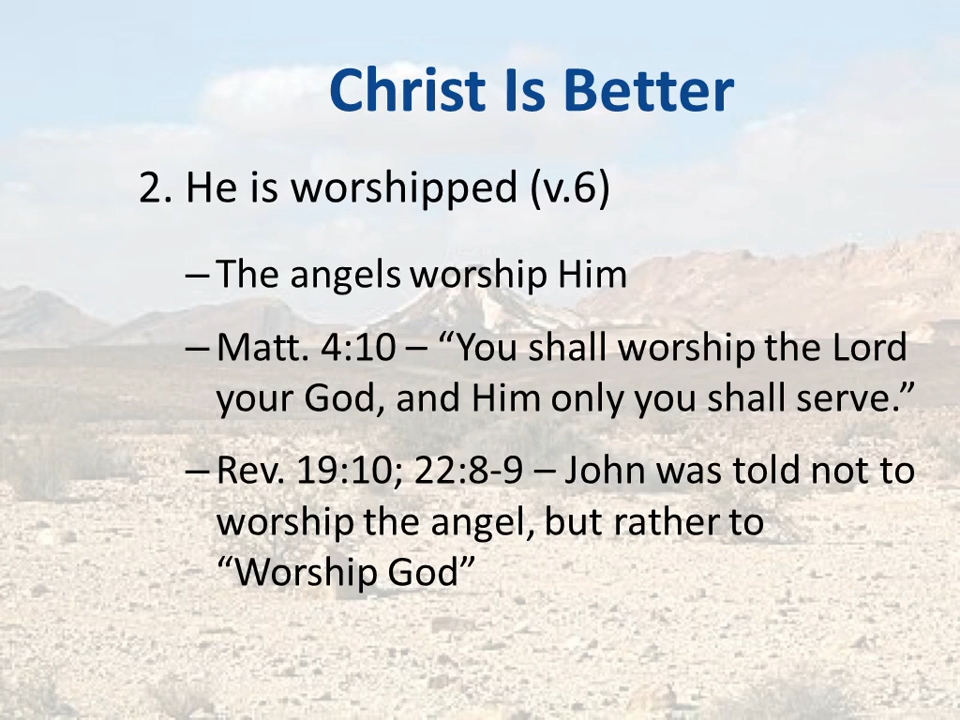 Christ Is Better
2. He is worshipped (v.6)
– The angels worship Him
– Matt. 4:10 – “You shall worship the Lord
your God, and Him only you shall serve.”
– Rev. 19:10; 22:8-9 – John was told not to
worship the angel, but rather to
“Worship God”